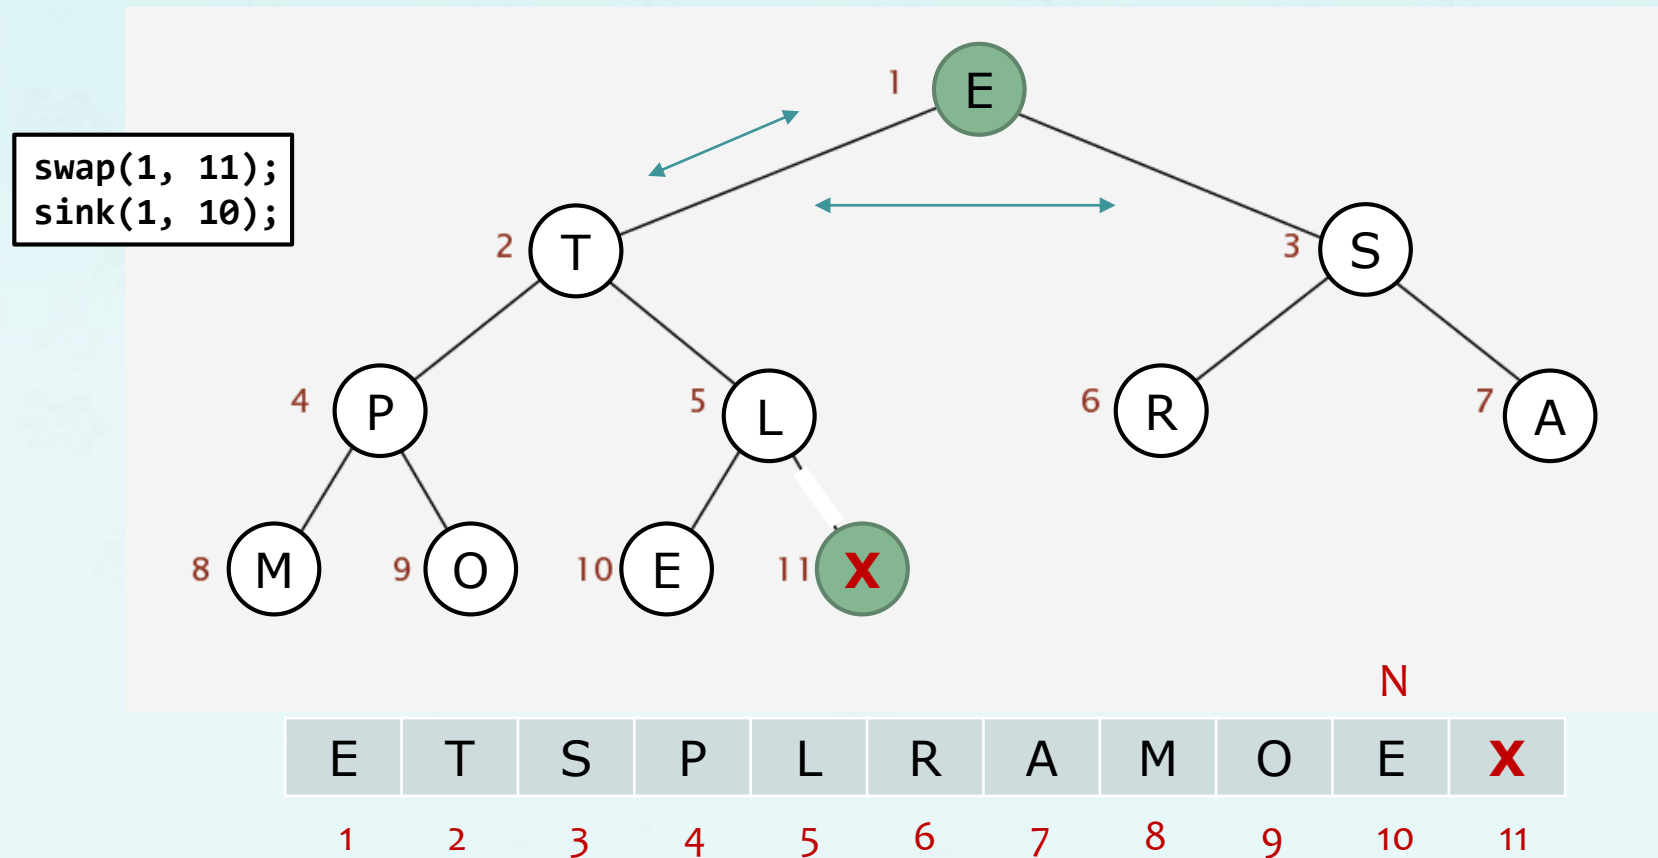 1 E
swap(1, 11);
sink(1, 10);
2 T 3 S
4 P 5 L 6 R 7 A
8 M 9 O 10 E 11 X
N
E T S P L R A M O E X
1 2 3 4 5 6 7 8 9 10 11